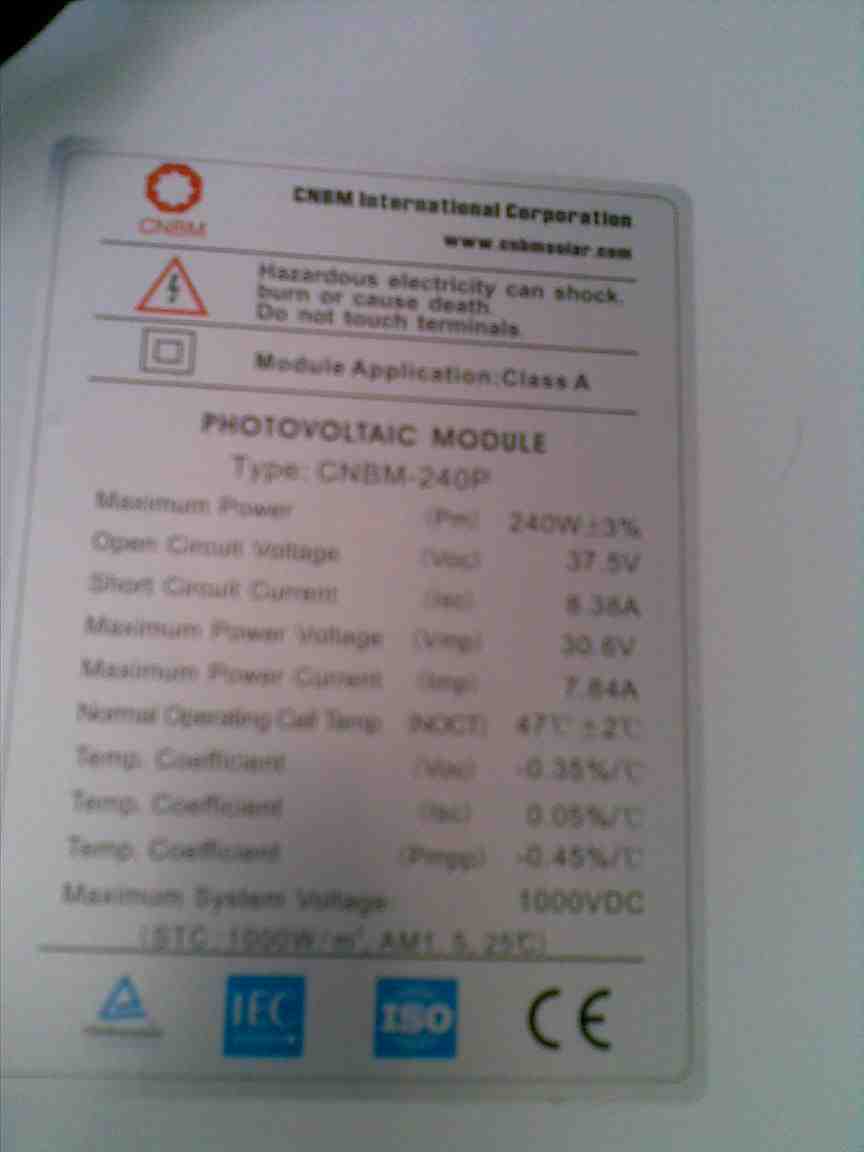 CNBM
CNBM International Corporation
www.cnbmsolar.com
Hazardous electricity can shock,
burn or cause death.
Do not touch terminals.
Module Application:Class A
PHOTOVOLTAIC MODULE
Type: CNBM-240P
Maximum Power (Pm) 240W±3%
Open Circuit Voltage (Voc) 37.5V
Short Circuit Current (Isc) 8.38A
Maximum Power Voltage (Vmp) 30.6V
Maximum Power Current (Imp) 7.84A
Normal Operating Cell Temp (NOCT) 47℃±2℃
Temp. Coefficient (Voc) -0.35%/℃
Temp. Coefficient (Isc) 0.05%/℃
Temp. Coefficient (Pmpp) -0.45%/℃
Maximum System Voltage 1000VDC
(STC:1000W/m², AM1.5, 25℃)
IEC ISO CE